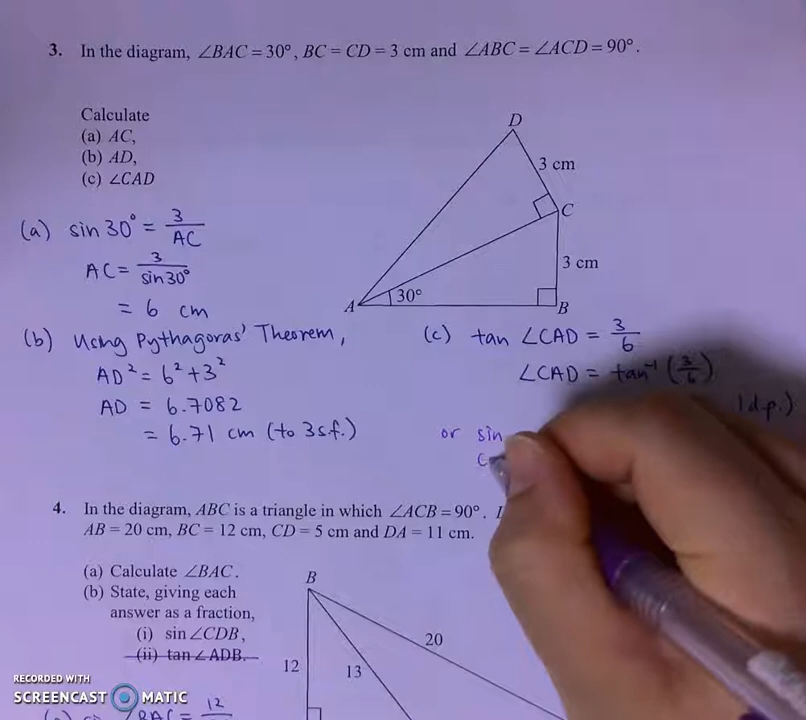 3. In the diagram, ∠BAC = 30°, BC = CD = 3 cm and ∠ABC = ∠ACD = 90°.
Calculate
(a) AC,
(b) AD,
(c) ∠CAD
D
3 cm
C
3 cm
A
30°
B
(a) sin 30° = 3/AC
AC = 3/sin 30°
= 6 cm
(b) Using Pythagoras' Theorem,
AD² = 6² + 3²
AD = 6.7082
= 6.71 cm (to 3 s.f.)
(c) tan ∠CAD = 3/6
∠CAD = tan⁻¹ (3/6)
1 d.p.)
or sin
4. In the diagram, ABC is a triangle in which ∠ACB = 90°.
AB = 20 cm, BC = 12 cm, CD = 5 cm and DA = 11 cm.
(a) Calculate ∠BAC.
(b) State, giving each
answer as a fraction,
(i) sin ∠CDB,
(ii) tan ∠ADB.
B
20
12
13
RECORDED WITH
SCREENCAST MATIC
∠BAC = 12